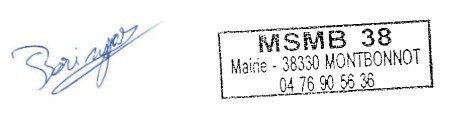 MSMB 38
Mairie - 38330 MONTBONNOT
04 76 90 56 36